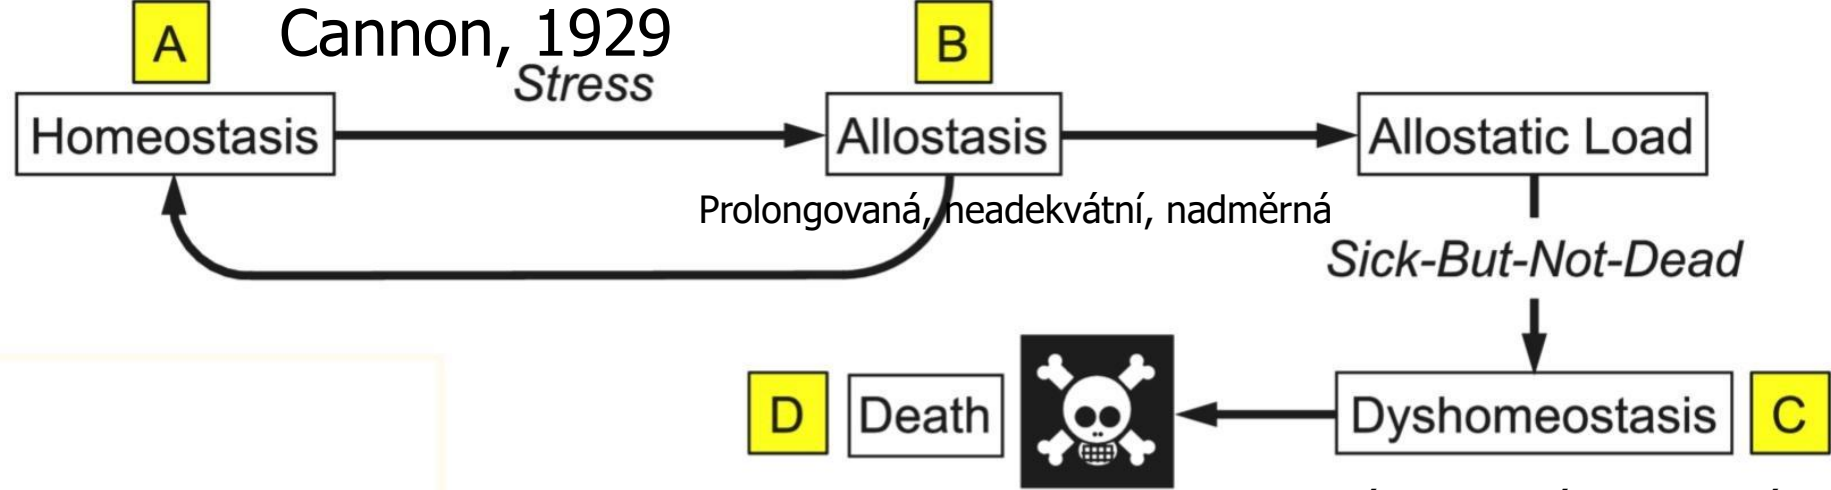 A
Cannon, 1929
B
Stress
Homeostasis
Allostasis
Allostatic Load
Prolongovaná, neadekvátní, nadměrná
Sick-But-Not-Dead
D
Death
Dyshomeostasis
C